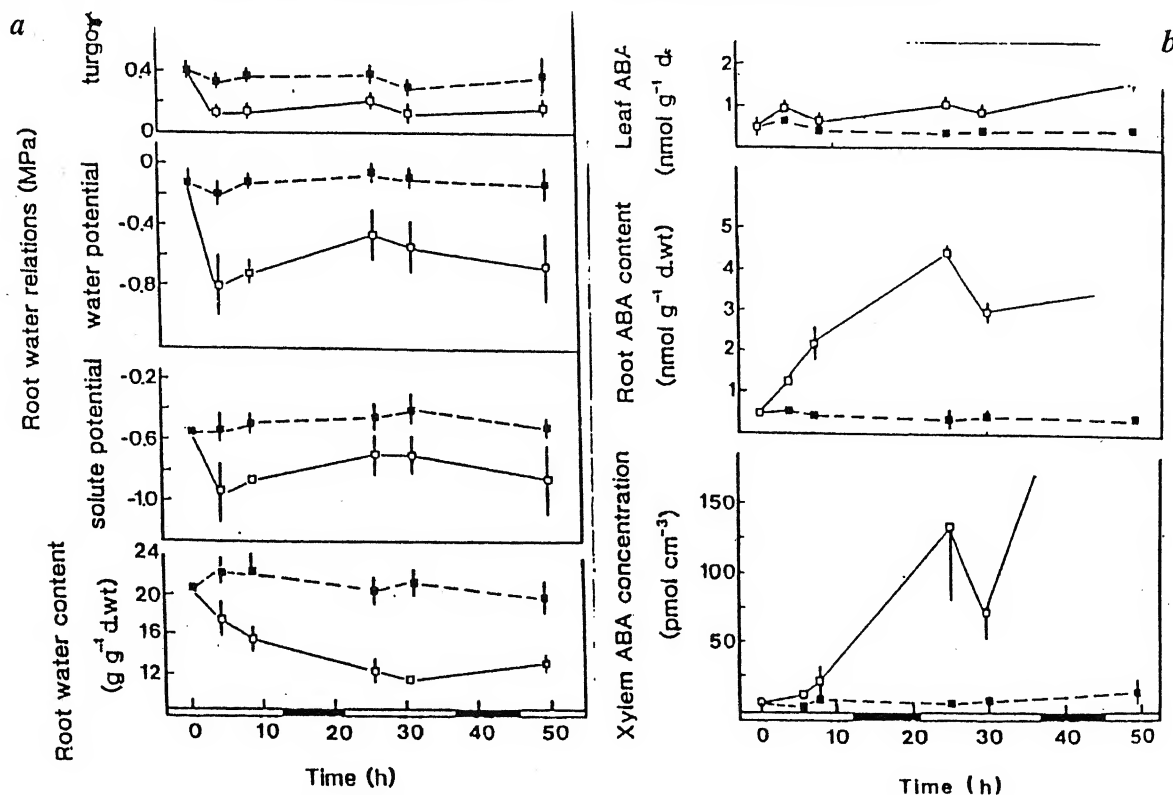 a
turgor
0.4
0
Root water relations (MPa)
water potential
0
-0.4
-0.8
solute potential
-0.2
-0.6
-1.0
Root water content
(g g⁻¹ d.wt)
24
20
16
12
0 10 20 30 40 50
Time (h)
b
Leaf ABA
(nmol g⁻¹ d
2
1
Root ABA content
(nmol g⁻¹ d.wt)
5
4
3
2
1
Xylem ABA concentration
(pmol cm⁻³)
150
100
50
0 10 20 30 40 50
Time (h)